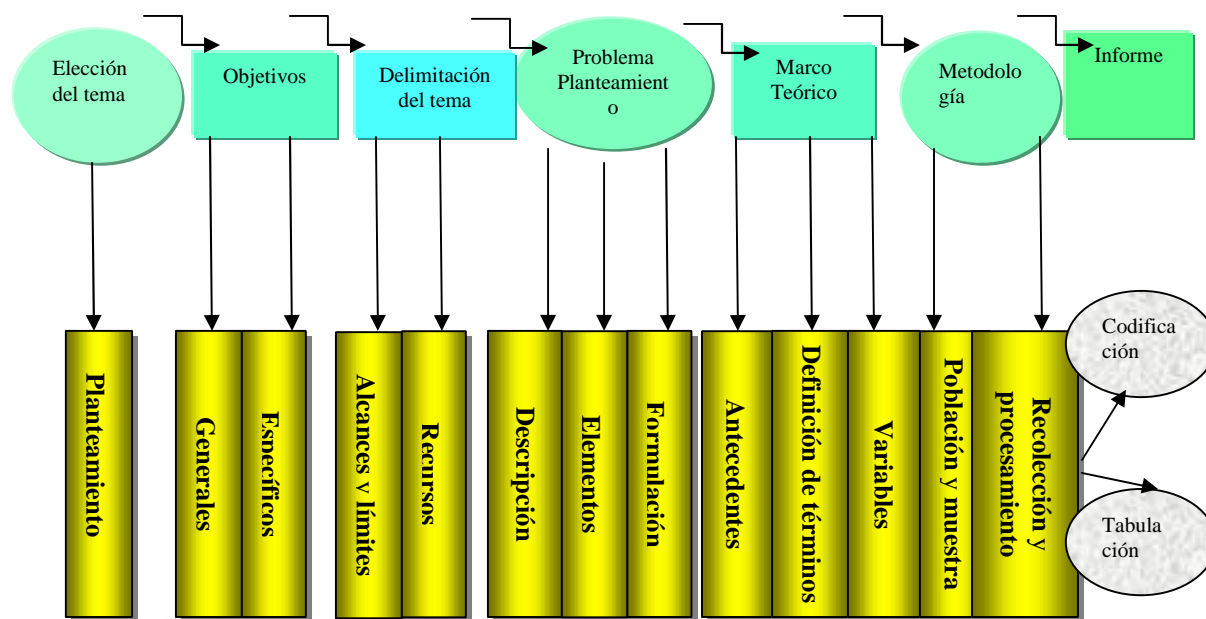 Elección
del tema
Objetivos
Delimitación
del tema
Problema
Planteamient
o
Marco
Teórico
Metodolo
gía
Informe
Planteamiento
Generales
Específicos
Alcances y límites
Recursos
Descripción
Elementos
Formulación
Antecedentes
Definición de términos
Variables
Población y muestra
Recolección y
procesamiento
Codifica
ción
Tabula
ción